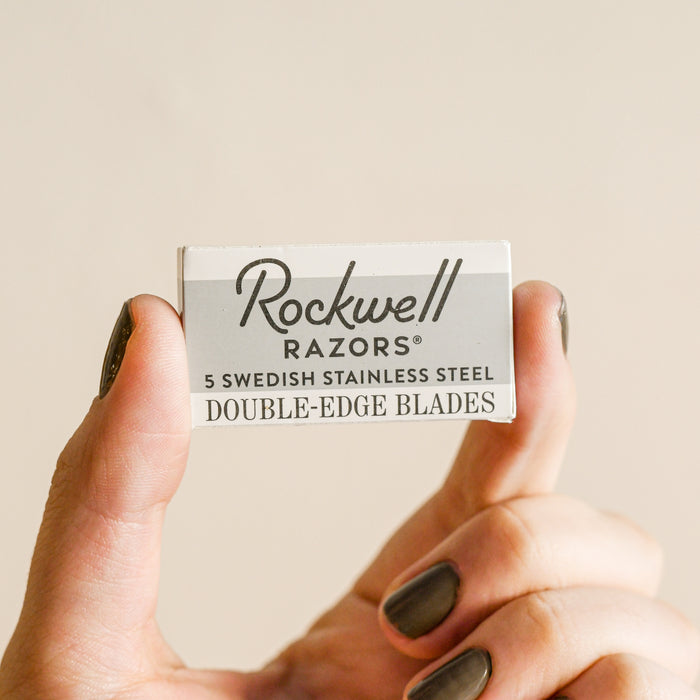 Rockwell
RAZORS®
5 SWEDISH STAINLESS STEEL
DOUBLE-EDGE BLADES